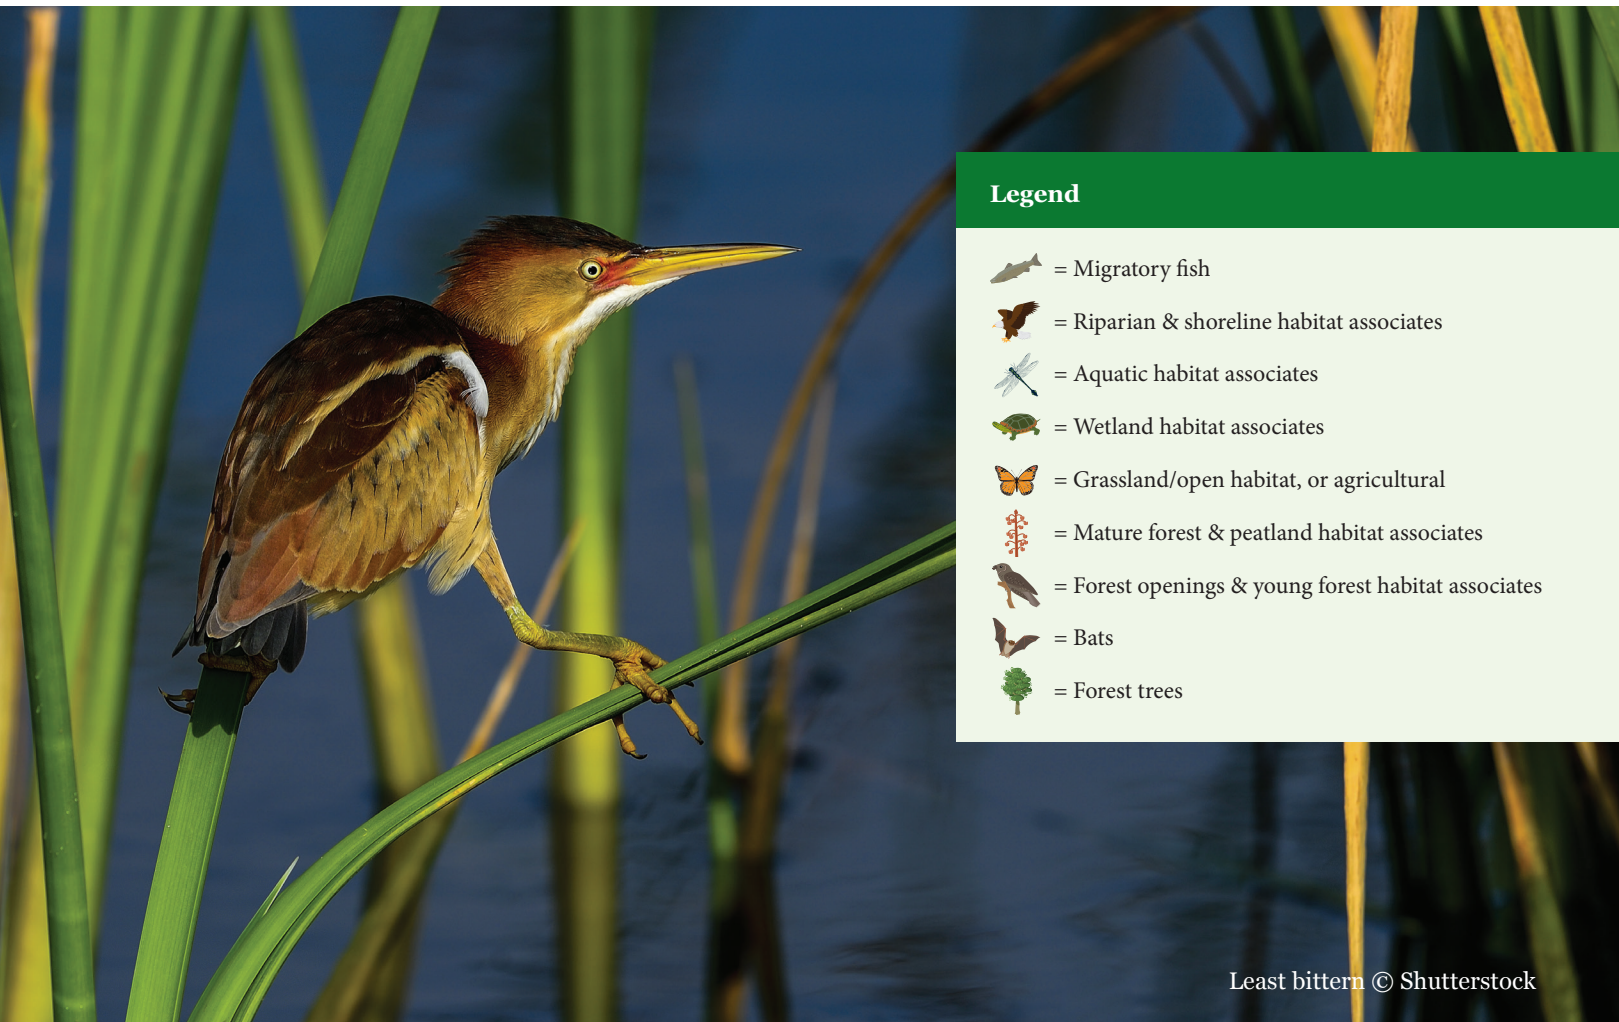 Legend
= Migratory fish
= Riparian & shoreline habitat associates
= Aquatic habitat associates
= Wetland habitat associates
= Grassland/open habitat, or agricultural
= Mature forest & peatland habitat associates
= Forest openings & young forest habitat associates
= Bats
= Forest trees
Least bittern © Shutterstock